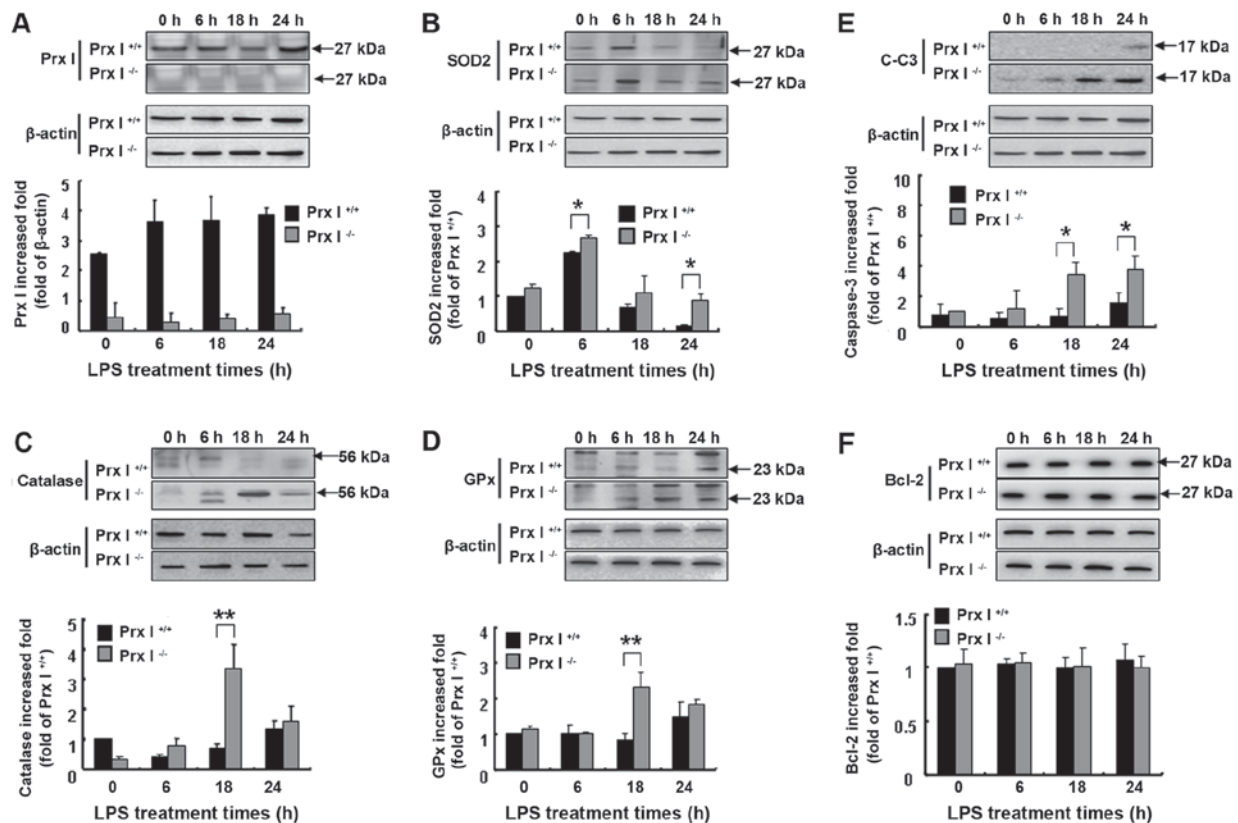 A
0 h 6 h 18 h 24 h
Prx I
Prx I +/+
27 kDa
Prx I -/-
27 kDa
β-actin
Prx I +/+
Prx I -/-
Prx I increased fold
(fold of β-actin)
5
4
3
2
1
0
Prx I +/+
Prx I -/-
0 6 18 24
LPS treatment times (h)
B
0 h 6 h 18 h 24 h
SOD2
Prx I +/+
27 kDa
Prx I -/-
27 kDa
β-actin
Prx I +/+
Prx I -/-
SOD2 increased fold
(fold of Prx I +/+)
4
3
2
1
0
*
*
Prx I +/+
Prx I -/-
0 6 18 24
LPS treatment times (h)
E
0 h 6 h 18 h 24 h
C-C3
Prx I +/+
17 kDa
Prx I -/-
17 kDa
β-actin
Prx I +/+
Prx I -/-
Caspase-3 increased fold
(fold of Prx I +/+)
10
8
6
4
2
0
Prx I +/+
Prx I -/-
*
*
0 6 18 24
LPS treatment times (h)
C
0 h 6 h 18 h 24 h
Catalase
Prx I +/+
56 kDa
Prx I -/-
56 kDa
β-actin
Prx I +/+
Prx I -/-
Catalase increased fold
(fold of Prx I +/+)
5
4
3
2
1
0
Prx I +/+
Prx I -/-
**
0 6 18 24
LPS treatment times (h)
D
0 h 6 h 18 h 24 h
GPx
Prx I +/+
23 kDa
Prx I -/-
23 kDa
β-actin
Prx I +/+
Prx I -/-
GPx increased fold
(fold of Prx I +/+)
4
3
2
1
0
Prx I +/+
Prx I -/-
**
0 6 18 24
LPS treatment times (h)
F
0 h 6 h 18 h 24 h
Bcl-2
Prx I +/+
27 kDa
Prx I -/-
27 kDa
β-actin
Prx I +/+
Prx I -/-
Bcl-2 increased fold
(fold of Prx I +/+)
1.5
1
0.5
0
Prx I +/+
Prx I -/-
0 6 18 24
LPS treatment times (h)